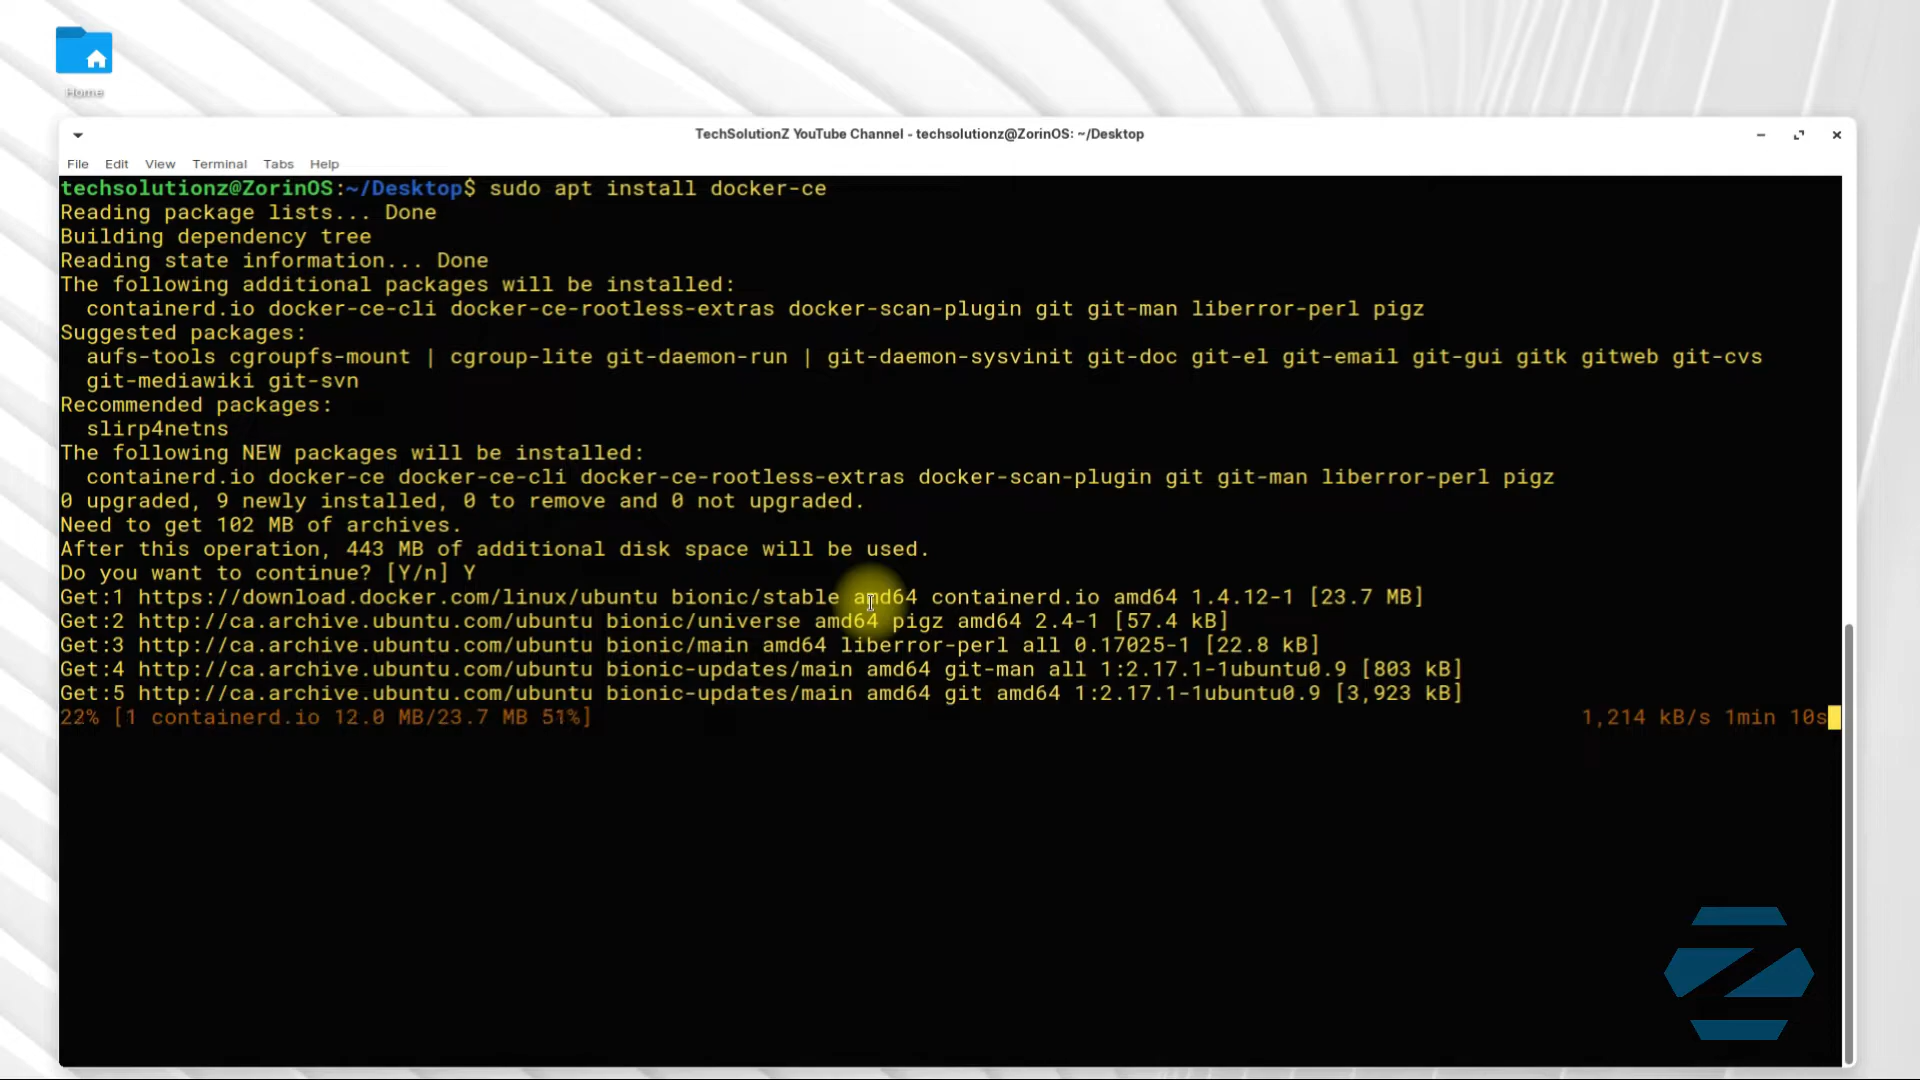 Home
TechSolutionZ YouTube Channel - techsolutionz@ZorinOS: ~/Desktop
File Edit View Terminal Tabs Help
techsolutionz@ZorinOS:~/Desktop$ sudo apt install docker-ce
Reading package lists... Done
Building dependency tree
Reading state information... Done
The following additional packages will be installed:
  containerd.io docker-ce-cli docker-ce-rootless-extras docker-scan-plugin git git-man liberror-perl pigz
Suggested packages:
  aufs-tools cgroupfs-mount | cgroup-lite git-daemon-run | git-daemon-sysvinit git-doc git-el git-email git-gui gitk gitweb git-cvs
  git-mediawiki git-svn
Recommended packages:
  slirp4netns
The following NEW packages will be installed:
  containerd.io docker-ce docker-ce-cli docker-ce-rootless-extras docker-scan-plugin git git-man liberror-perl pigz
0 upgraded, 9 newly installed, 0 to remove and 0 not upgraded.
Need to get 102 MB of archives.
After this operation, 443 MB of additional disk space will be used.
Do you want to continue? [Y/n] Y
Get:1 https://download.docker.com/linux/ubuntu bionic/stable amd64 containerd.io amd64 1.4.12-1 [23.7 MB]
Get:2 http://ca.archive.ubuntu.com/ubuntu bionic/universe amd64 pigz amd64 2.4-1 [57.4 kB]
Get:3 http://ca.archive.ubuntu.com/ubuntu bionic/main amd64 liberror-perl all 0.17025-1 [22.8 kB]
Get:4 http://ca.archive.ubuntu.com/ubuntu bionic-updates/main amd64 git-man all 1:2.17.1-1ubuntu0.9 [803 kB]
Get:5 http://ca.archive.ubuntu.com/ubuntu bionic-updates/main amd64 git amd64 1:2.17.1-1ubuntu0.9 [3,923 kB]
22% [1 containerd.io 12.0 MB/23.7 MB 51%] 1,214 kB/s 1min 10s